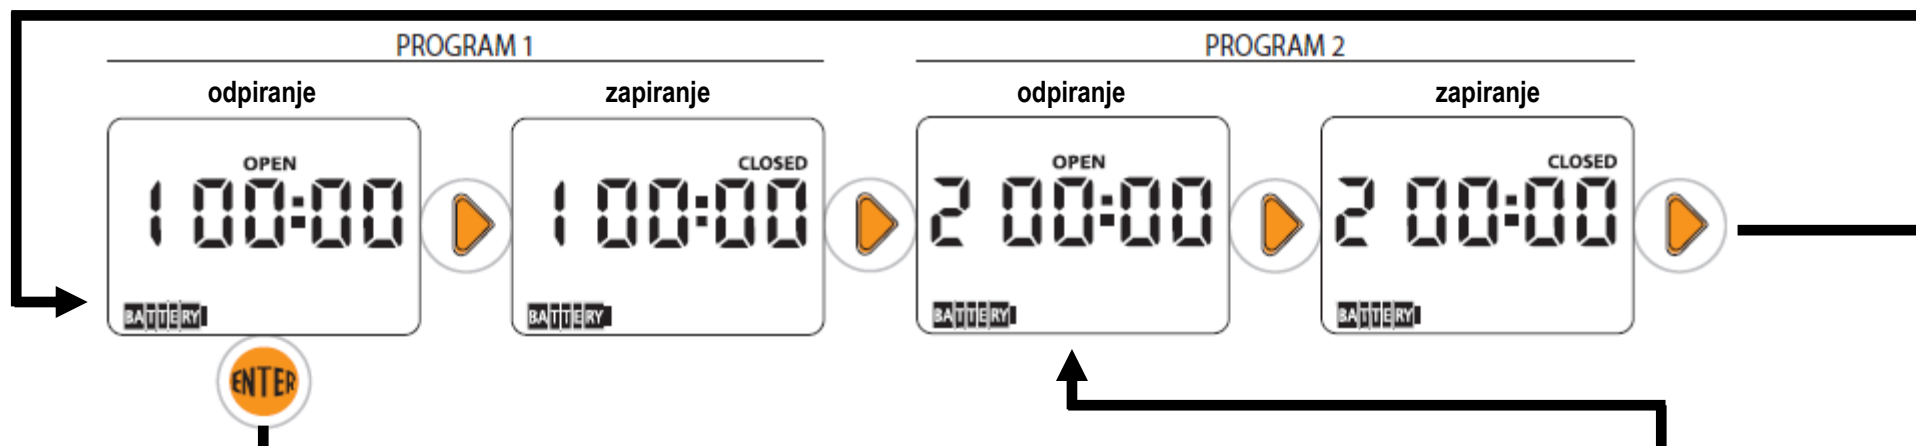 PROGRAM 1 PROGRAM 2
odpiranje zapiranje odpiranje zapiranje
OPEN CLOSED OPEN CLOSED
1 00:00 1 00:00 2 00:00 2 00:00
BATTERY BATTERY BATTERY BATTERY
ENTER